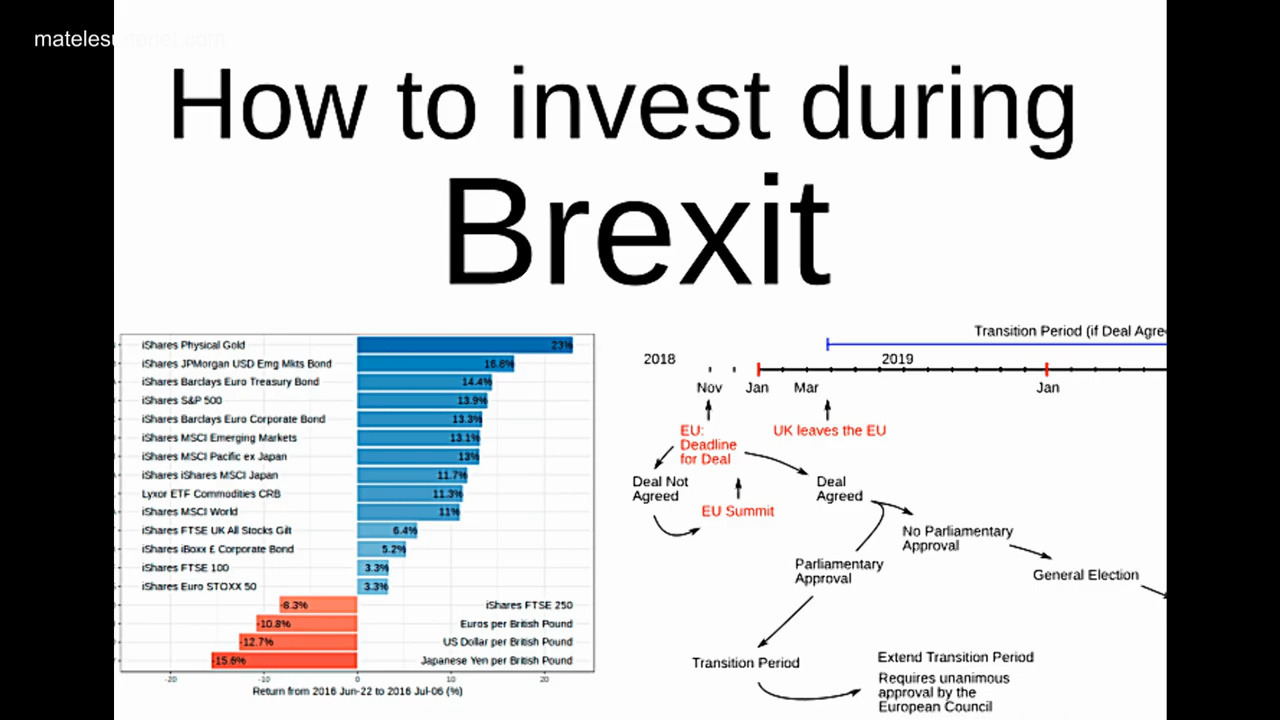 How to invest during
Brexit
iShares Physical Gold 23%
iShares JPMorgan USD Emg Mkts Bond 16.8%
iShares Barclays Euro Treasury Bond 14.4%
iShares S&P 500 13.9%
iShares Barclays Euro Corporate Bond 13.3%
iShares MSCI Emerging Markets 13.1%
iShares MSCI Pacific ex Japan 13%
iShares iShares MSCI Japan 11.7%
Lyxor ETF Commodities CRB 11.3%
iShares MSCI World 11%
iShares FTSE UK All Stocks Gilt 6.4%
iShares iBoxx £ Corporate Bond 5.2%
iShares FTSE 100 3.3%
iShares Euro STOXX 50 3.3%
-8.3% iShares FTSE 250
-10.8% Euros per British Pound
-12.7% US Dollar per British Pound
-15.6% Japanese Yen per British Pound
-20 -10 0 10 20
Return from 2016 Jun-22 to 2016 Jul-06 (%)
Transition Period (if Deal Agre
2018 2019
Nov Jan Mar Jan
EU:
Deadline
for Deal
UK leaves the EU
Deal Not
Agreed
EU Summit
Deal
Agreed
No Parliamentary
Approval
Parliamentary
Approval
General Election
Transition Period
Extend Transition Period
Requires unanimous
approval by the
European Council